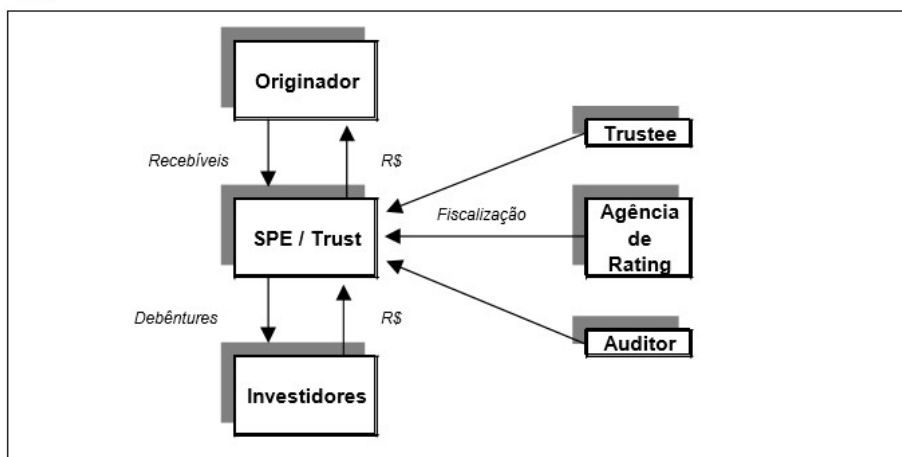 Originador
Trustee
Recebíveis
R$
SPE / Trust
Fiscalização
Agência
de
Rating
Debêntures
R$
Auditor
Investidores